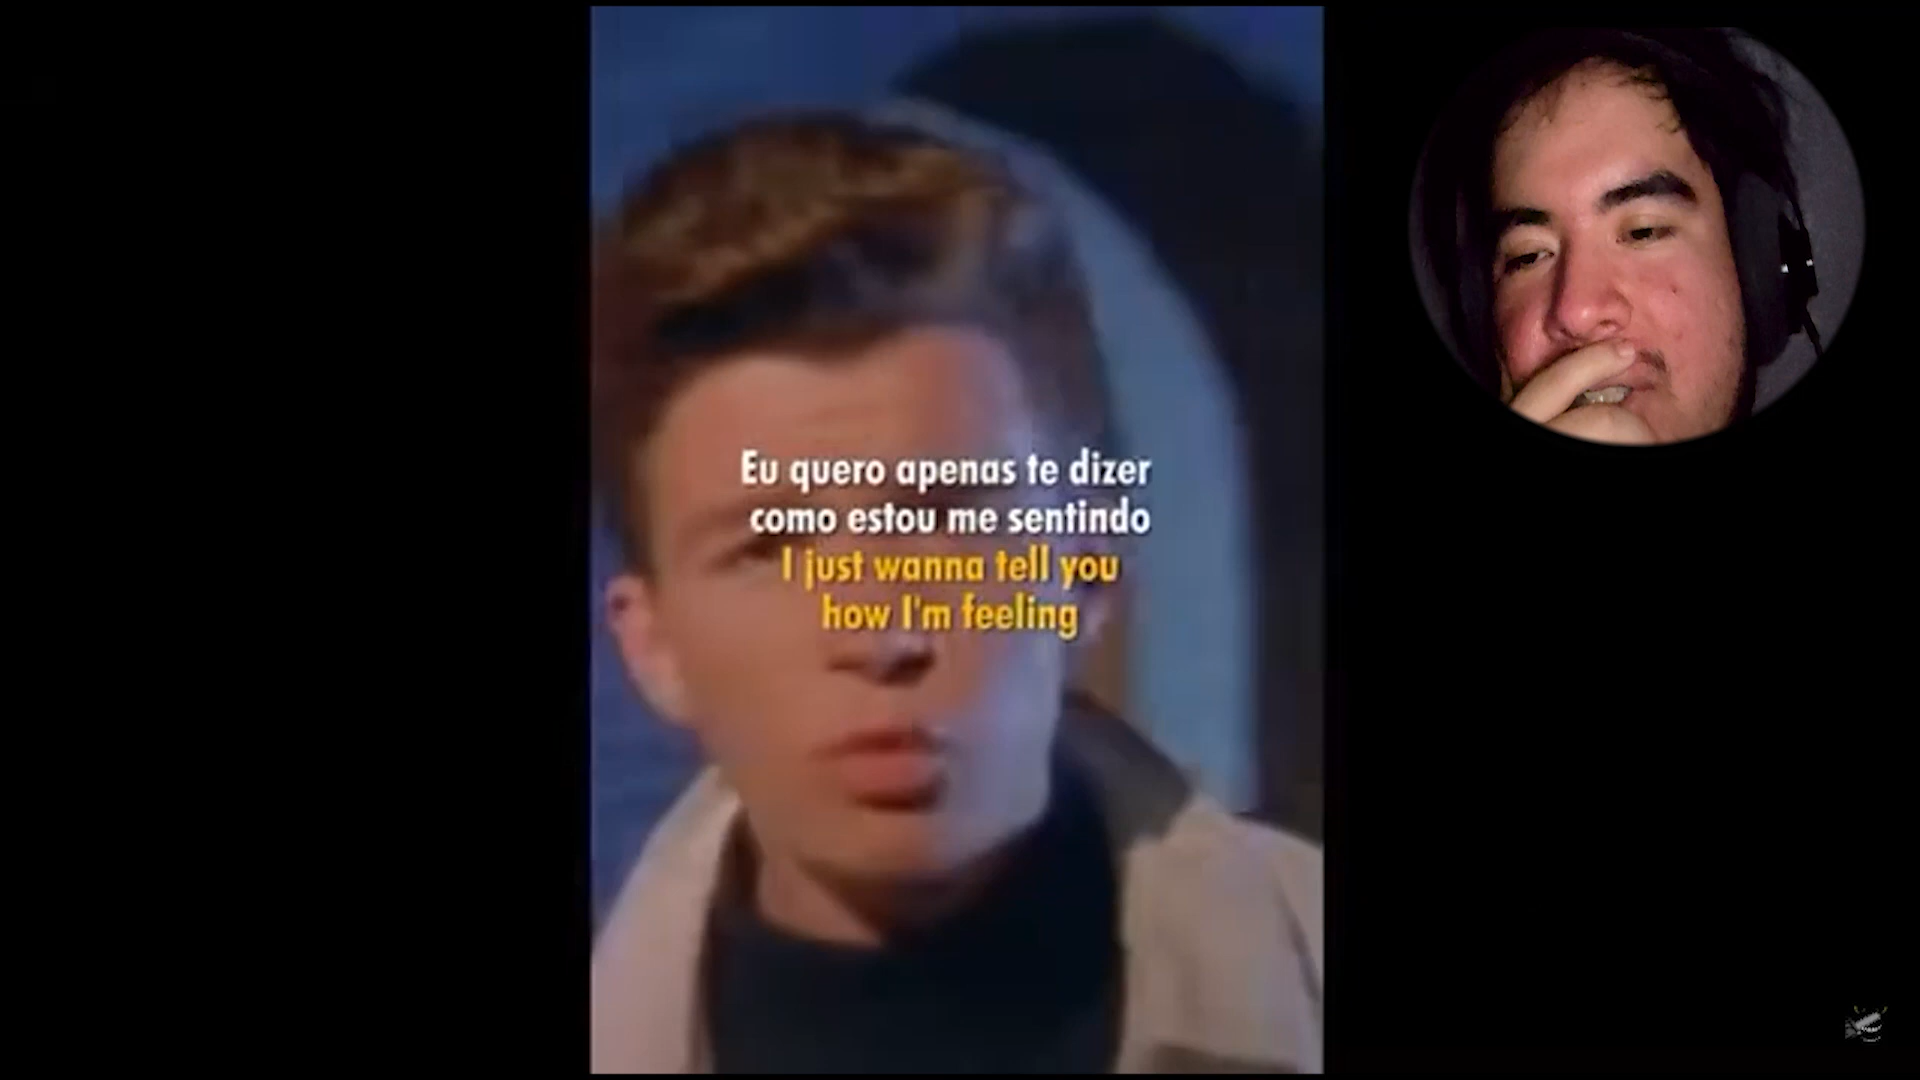 Eu quero apenas te dizer
como estou me sentindo
I just wanna tell you
how I'm feeling